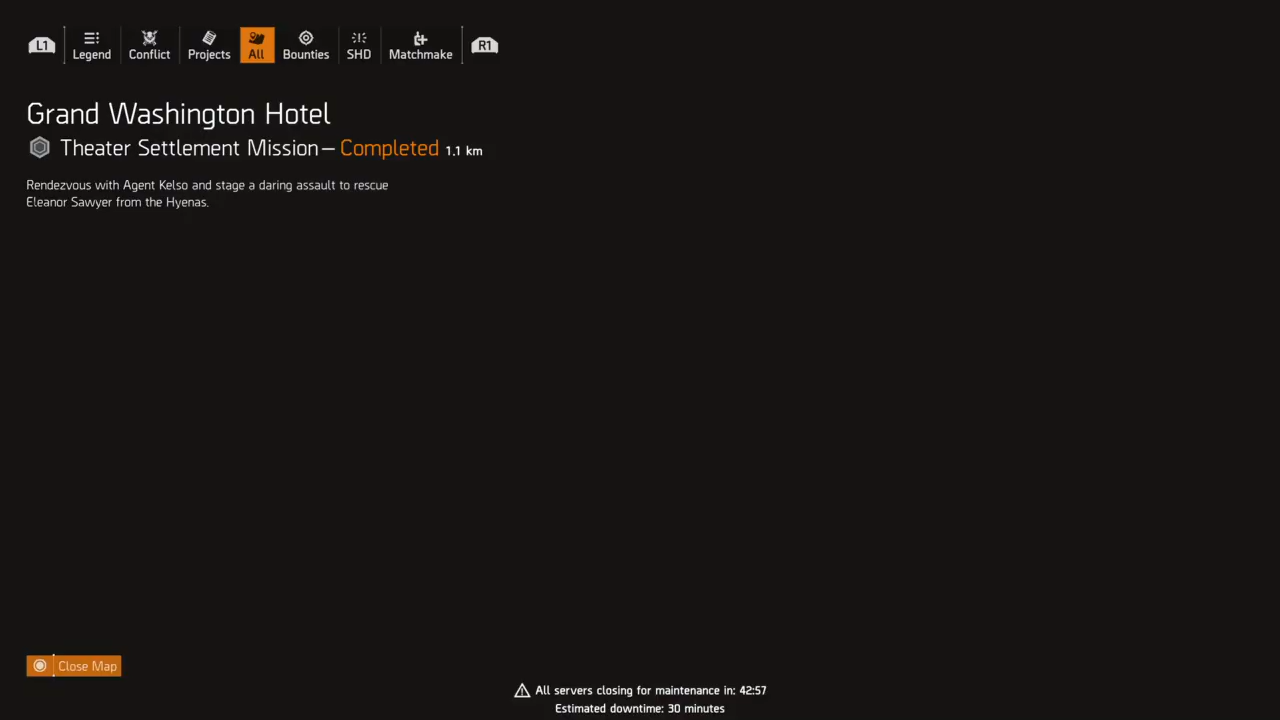 L1 Legend Conflict Projects All Bounties SHD Matchmake R1
Grand Washington Hotel
Theater Settlement Mission — Completed 1.1 km
Rendezvous with Agent Kelso and stage a daring assault to rescue
Eleanor Sawyer from the Hyenas.
Close Map
All servers closing for maintenance in: 42:57
Estimated downtime: 30 minutes